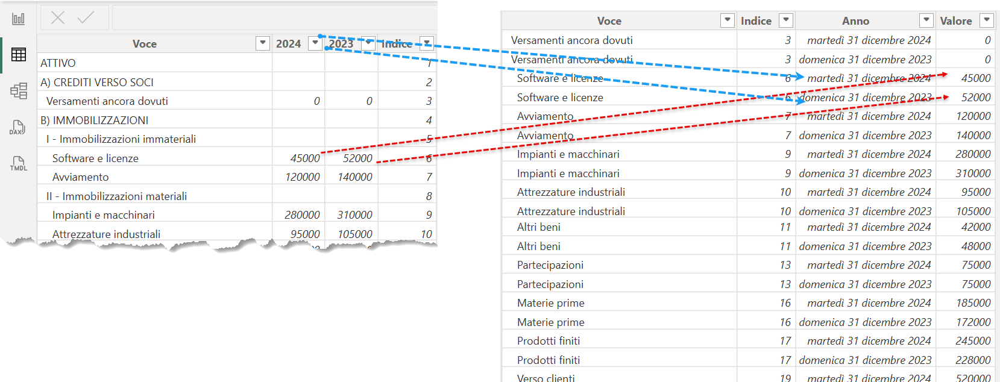 Voce 2024 2023 Indice
ATTIVO 1
A) CREDITI VERSO SOCI 2
Versamenti ancora dovuti 0 0 3
B) IMMOBILIZZAZIONI 4
I - Immobilizzazioni immateriali 5
Software e licenze 45000 52000 6
Avviamento 120000 140000 7
II - Immobilizzazioni materiali 8
Impianti e macchinari 280000 310000 9
Attrezzature industriali 95000 105000 10
DAX
TMDL
Voce Indice Anno Valore
Versamenti ancora dovuti 3 martedì 31 dicembre 2024 0
Versamenti ancora dovuti 3 domenica 31 dicembre 2023 0
Software e licenze 6 martedì 31 dicembre 2024 45000
Software e licenze 6 domenica 31 dicembre 2023 52000
Avviamento 7 martedì 31 dicembre 2024 120000
Avviamento 7 domenica 31 dicembre 2023 140000
Impianti e macchinari 9 martedì 31 dicembre 2024 280000
Impianti e macchinari 9 domenica 31 dicembre 2023 310000
Attrezzature industriali 10 martedì 31 dicembre 2024 95000
Attrezzature industriali 10 domenica 31 dicembre 2023 105000
Altri beni 11 martedì 31 dicembre 2024 42000
Altri beni 11 domenica 31 dicembre 2023 48000
Partecipazioni 13 martedì 31 dicembre 2024 75000
Partecipazioni 13 domenica 31 dicembre 2023 75000
Materie prime 16 martedì 31 dicembre 2024 185000
Materie prime 16 domenica 31 dicembre 2023 172000
Prodotti finiti 17 martedì 31 dicembre 2024 245000
Prodotti finiti 17 domenica 31 dicembre 2023 228000
Verso clienti 19 martedì 31 dicembre 2024 520000